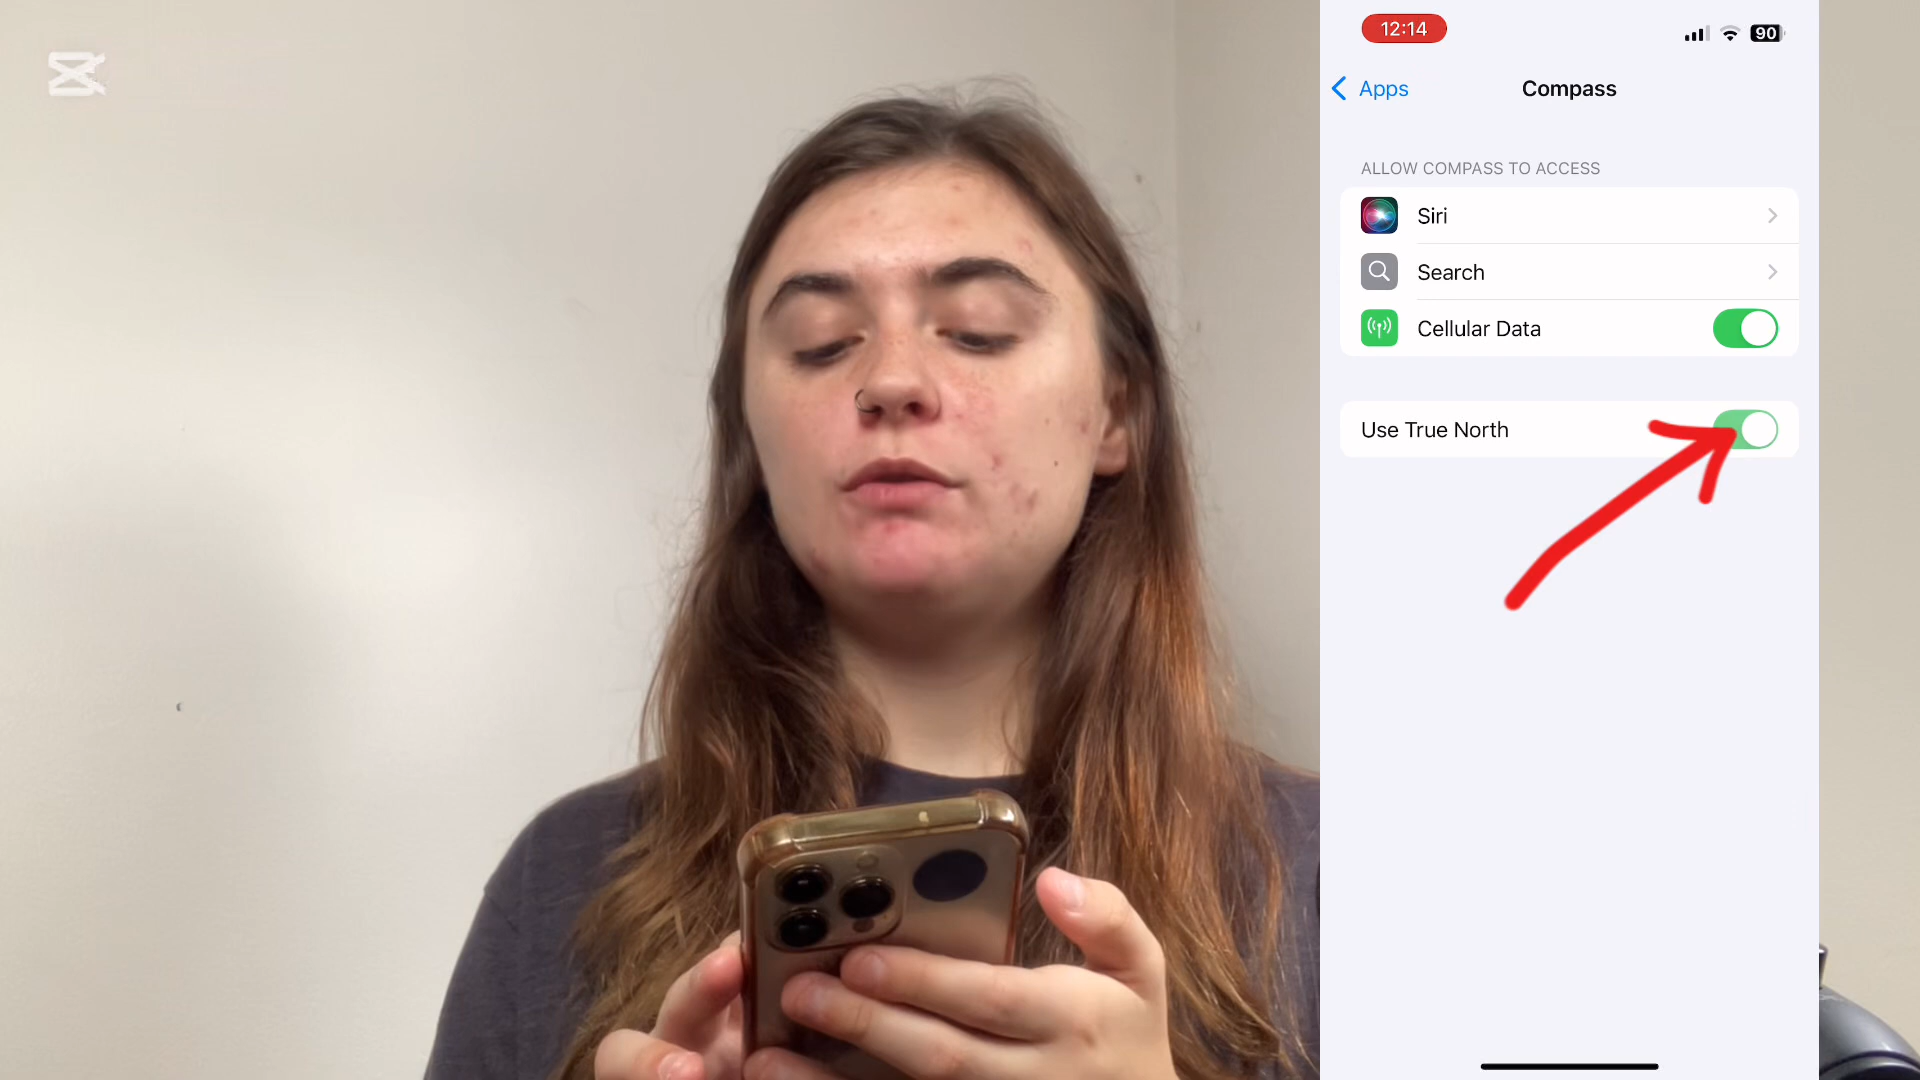 12:14
90
Apps
Compass
ALLOW COMPASS TO ACCESS
Siri
Search
Cellular Data
Use True North